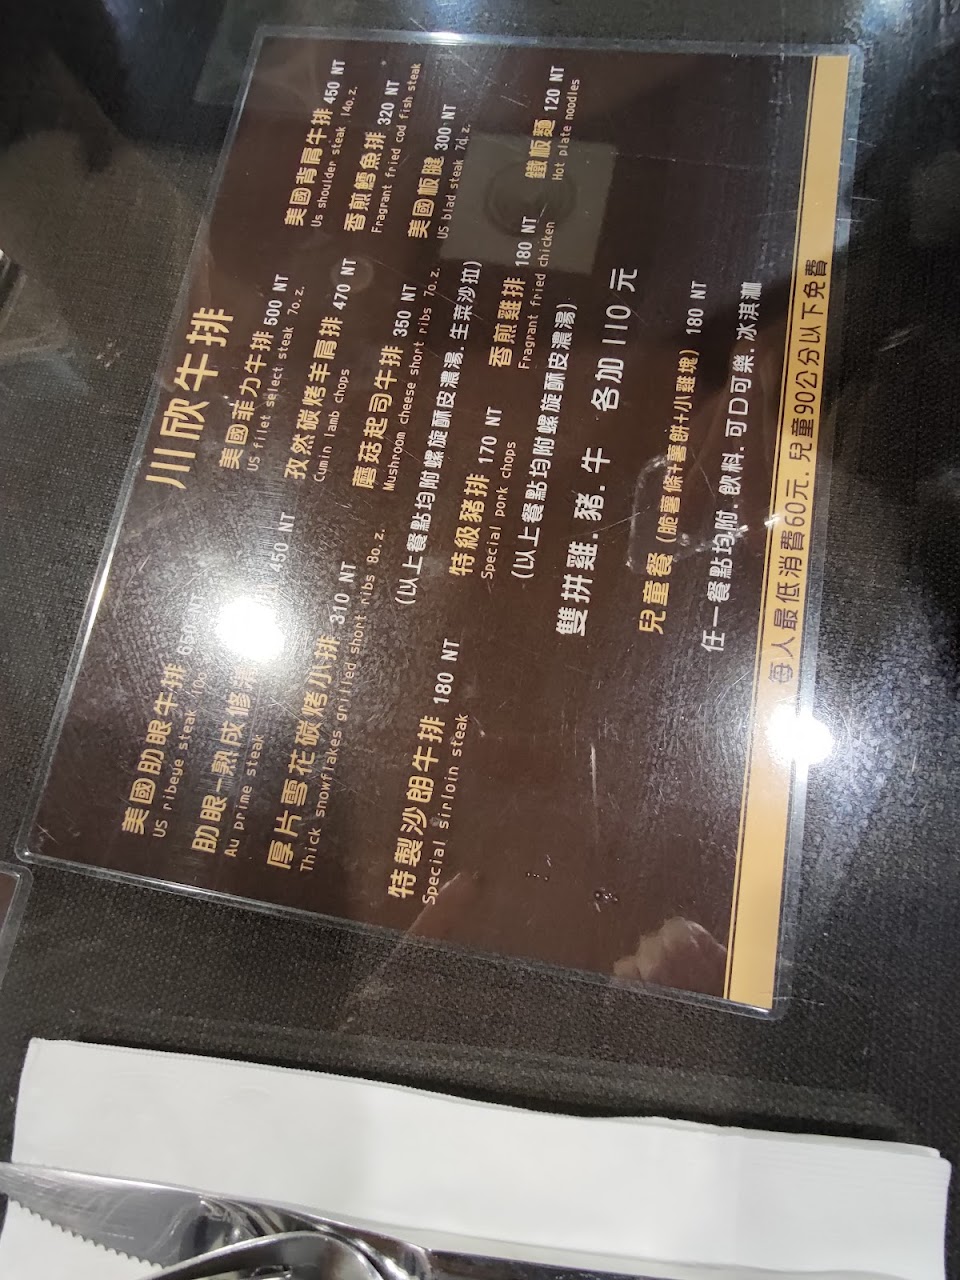 川欣牛排
美國肋眼牛排
US ribeye steak
美國菲力牛排 500 NT
US fillet select steak 7o.z.
美國背肩牛排 450 NT
Us shoulder steak 14o.z.
肋眼-熟成修清 450 NT
Au prime steak
孜然碳烤羊肩排 470 NT
Cumin lamb chops
香煎鱈魚排 320 NT
Fragrant fried cod fish steak
厚片雪花碳烤小排 310 NT
Thick snowflakes grilled short ribs 8o.z.
蘑菇起司牛排 350 NT
Mushroom cheese short ribs 7o.z.
美國板腱 300 NT
US blad steak
(以上餐點均附螺旋酥皮濃湯.生菜沙拉)
特製沙朗牛排 180 NT
Special sirloin steak
特級豬排 170 NT
Special pork chops
香煎雞排 180 NT
Fragrant fried chicken
鐵板麵 120 NT
Hot plate noodles
(以上餐點均附螺旋酥皮濃湯)
雙拼雞.豬.牛 各加110元
兒童餐 (脆薯條+薯餅+小雞塊) 180 NT
任一餐點均附.飲料.可口可樂.冰淇淋
每人最低消費60元.兒童90公分以下免費